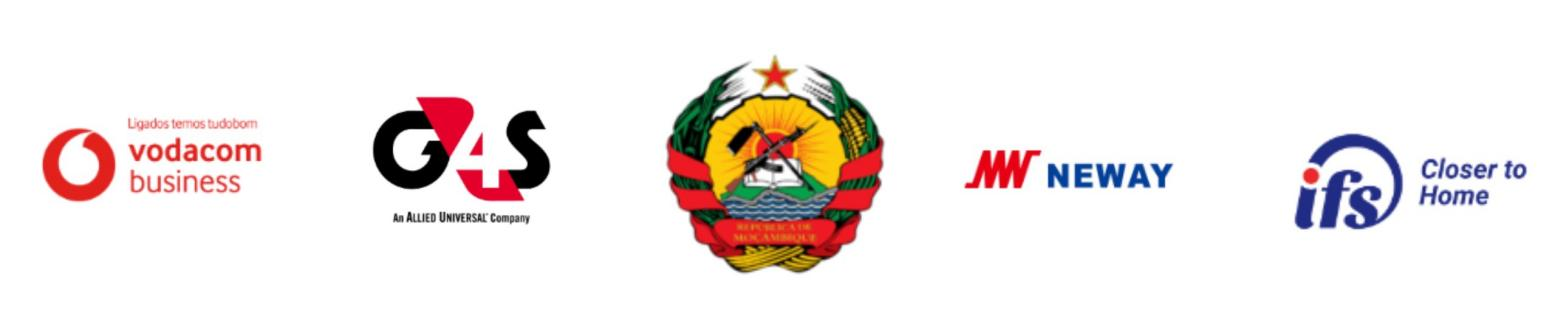 Ligados temos tudobom
vodacom
business
G4S
An ALLIED UNIVERSAL Company
REPÚBLICA DE
MOÇAMBIQUE
NEWAY
ifs
Closer to
Home